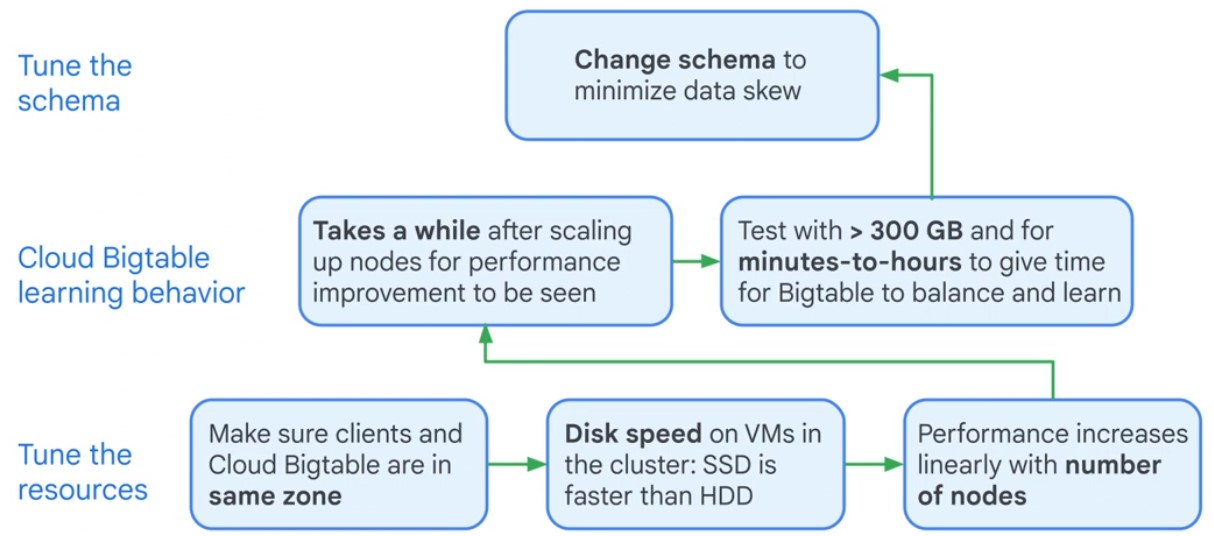 Tune the
schema
Change schema to
minimize data skew
Cloud Bigtable
learning behavior
Takes a while after scaling
up nodes for performance
improvement to be seen
Test with > 300 GB and for
minutes-to-hours to give time
for Bigtable to balance and learn
Tune the
resources
Make sure clients and
Cloud Bigtable are in
same zone
Disk speed on VMs in
the cluster: SSD is
faster than HDD
Performance increases
linearly with number
of nodes